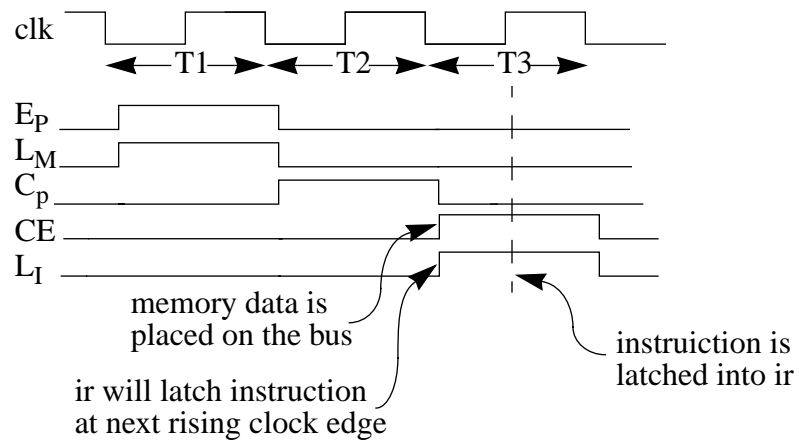 clk
T1 T2 T3
E_P
L_M
C_p
CE
L_I
memory data is
placed on the bus
instruiction is
latched into ir
ir will latch instruction
at next rising clock edge